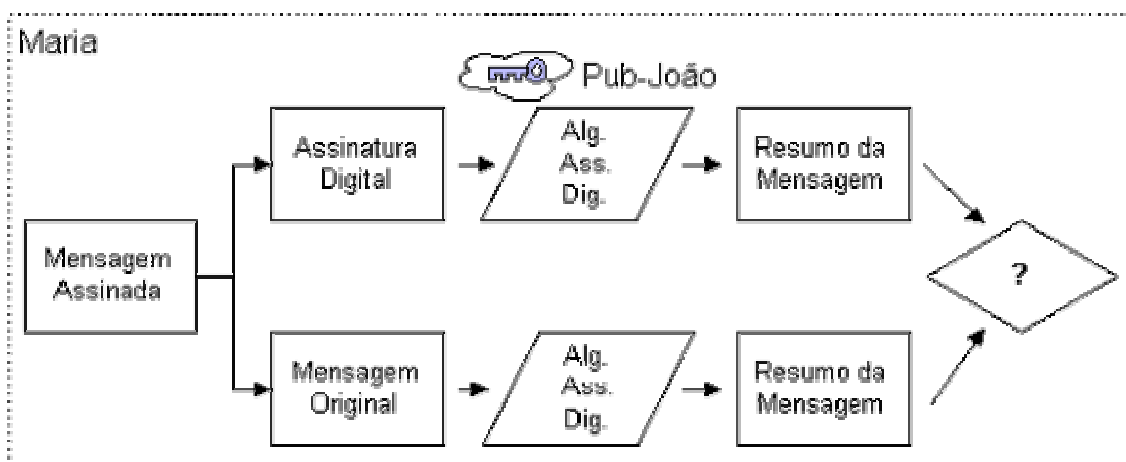 Maria
Pub-João
Assinatura
Digital
Alg.
Ass.
Dig.
Resumo da
Mensagem
Mensagem
Assinada
?
Mensagem
Original
Alg.
Ass.
Dig.
Resumo da
Mensagem